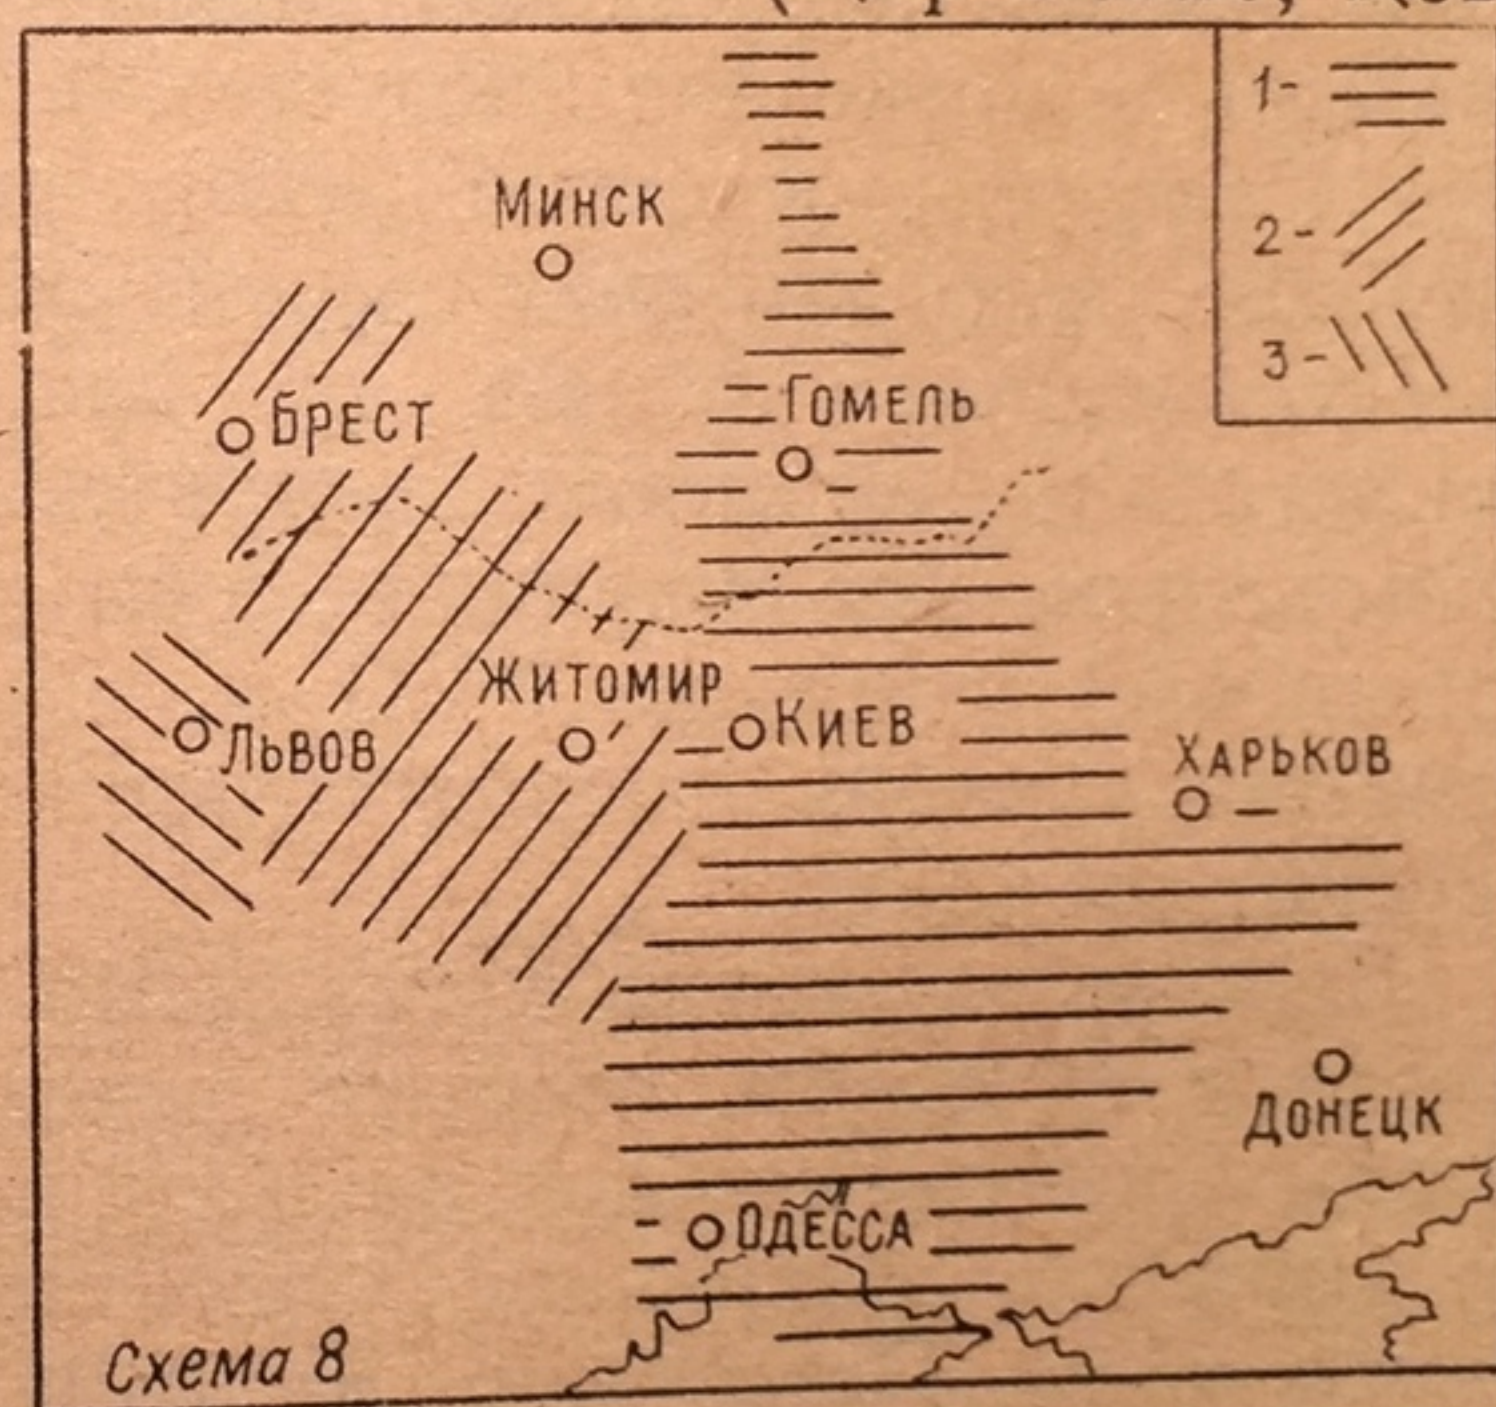 1-
2-
3-
МИНСК
БРЕСТ
ГОМЕЛЬ
ЖИТОМИР
КИЕВ
ЛЬВОВ
ХАРЬКОВ
ДОНЕЦК
ОДЕССА
Схема 8